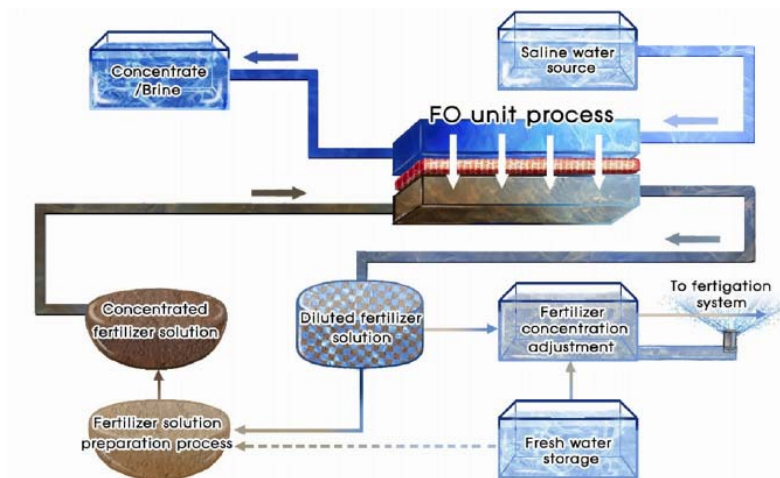 Concentrate
/Brine
Saline water
source
FO unit process
Concentrated
fertilizer solution
Diluted fertilizer
solution
Fertilizer
concentration
adjustment
To fertigation
system
Fertilizer solution
preparation process
Fresh water
storage